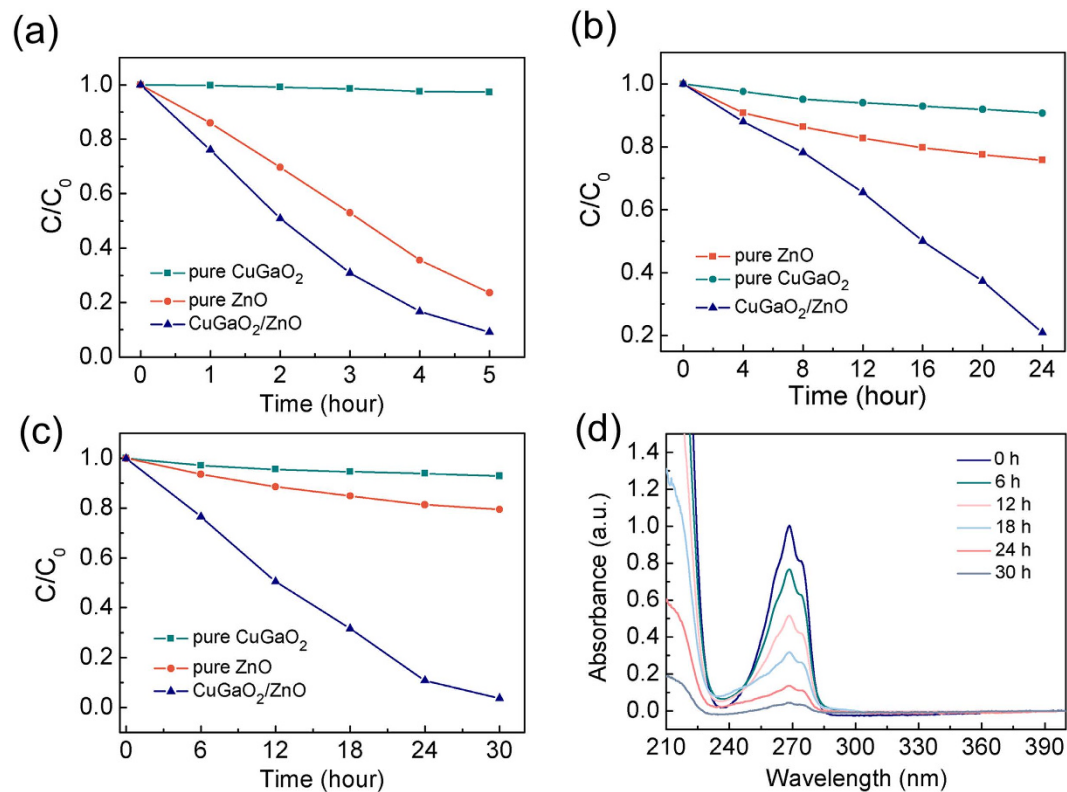 (a)
1.0
0.8
0.6
0.4
0.2
0.0
C/C₀
pure CuGaO₂
pure ZnO
CuGaO₂/ZnO
0 1 2 3 4 5
Time (hour)
(b)
1.0
0.8
0.6
0.4
0.2
C/C₀
pure ZnO
pure CuGaO₂
CuGaO₂/ZnO
0 4 8 12 16 20 24
Time (hour)
(c)
1.0
0.8
0.6
0.4
0.2
0.0
C/C₀
pure CuGaO₂
pure ZnO
CuGaO₂/ZnO
0 6 12 18 24 30
Time (hour)
(d)
1.4
1.2
1.0
0.8
0.6
0.4
0.2
0.0
Absorbance (a.u.)
0 h
6 h
12 h
18 h
24 h
30 h
210 240 270 300 330 360 390
Wavelength (nm)